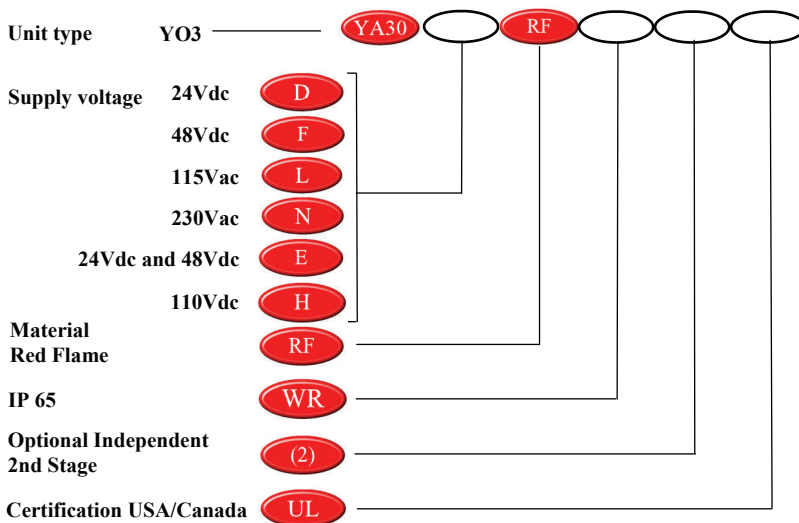 Unit type YO3 YA30 RF
Supply voltage 24Vdc D
48Vdc F
115Vac L
230Vac N
24Vdc and 48Vdc E
110Vdc H
Material
Red Flame RF
IP 65 WR
Optional Independent
2nd Stage (2)
Certification USA/Canada UL